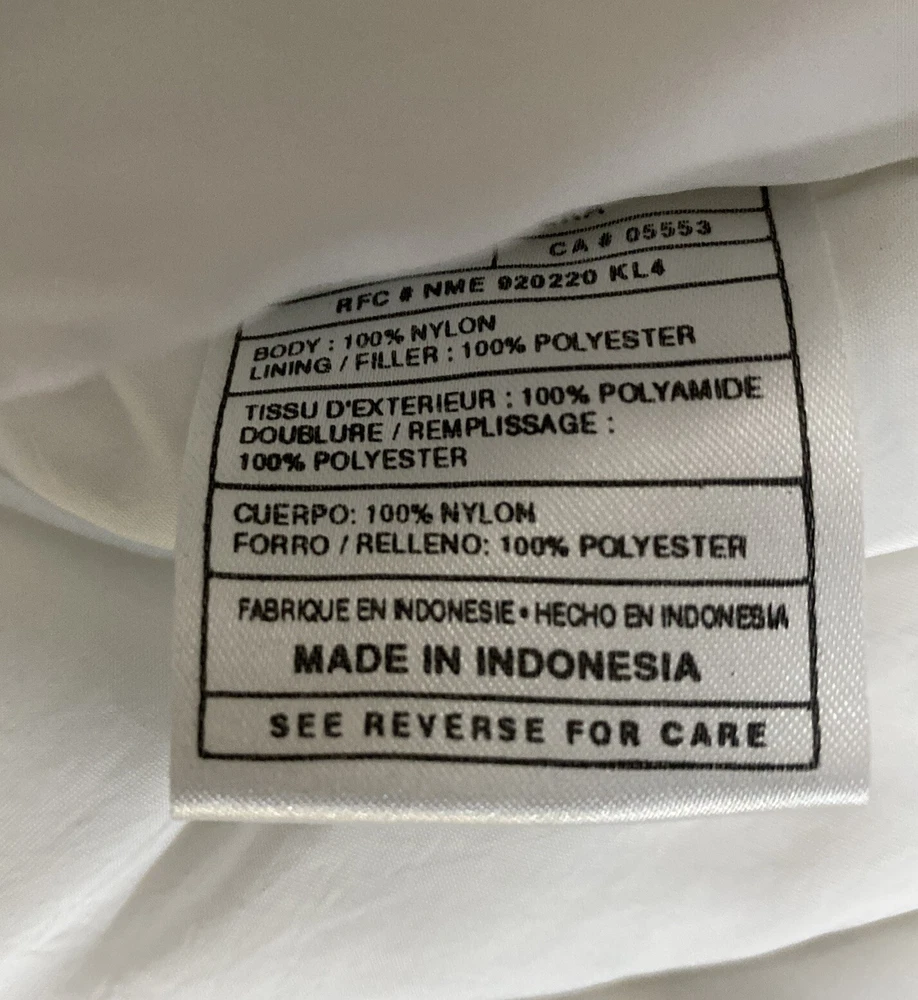 CA # 05553
RFC # NME 920220 KL4
BODY : 100% NYLON
LINING / FILLER : 100% POLYESTER
TISSU D'EXTERIEUR : 100% POLYAMIDE
DOUBLURE / REMPLISSAGE :
100% POLYESTER
CUERPO: 100% NYLON
FORRO / RELLENO: 100% POLYESTER
FABRIQUE EN INDONESIE • HECHO EN INDONESIA
MADE IN INDONESIA
SEE REVERSE FOR CARE